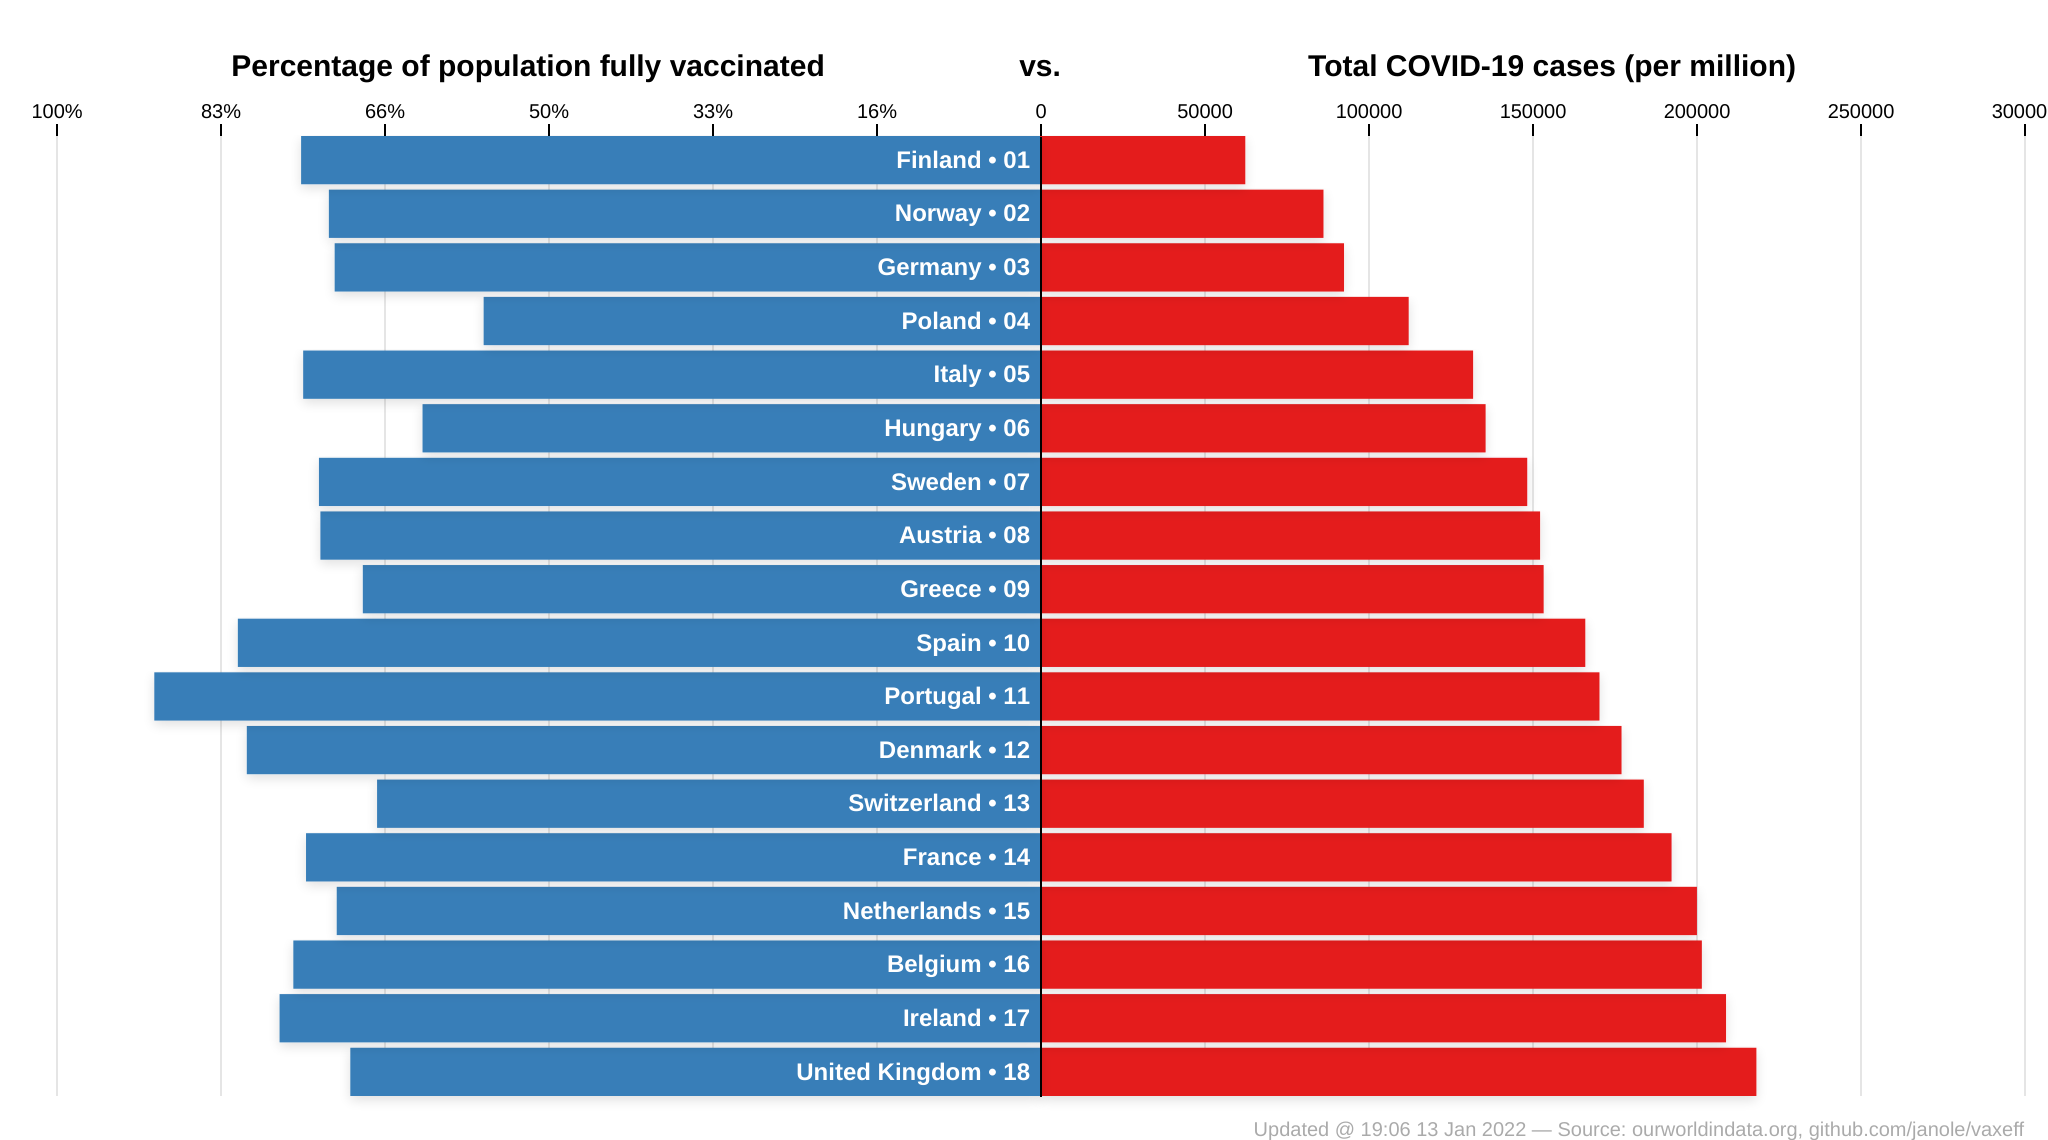 Percentage of population fully vaccinated vs. Total COVID-19 cases (per million)
100% 83% 66% 50% 33% 16% 0 50000 100000 150000 200000 250000 30000
Finland • 01
Norway • 02
Germany • 03
Poland • 04
Italy • 05
Hungary • 06
Sweden • 07
Austria • 08
Greece • 09
Spain • 10
Portugal • 11
Denmark • 12
Switzerland • 13
France • 14
Netherlands • 15
Belgium • 16
Ireland • 17
United Kingdom • 18
Updated @ 19:06 13 Jan 2022 — Source: ourworldindata.org, github.com/janole/vaxeff